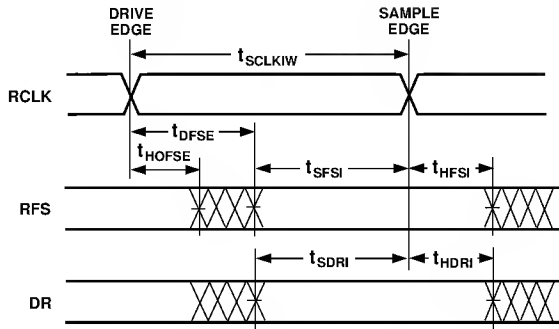 DRIVE
EDGE
SAMPLE
EDGE
tSCLKIW
RCLK
tDFSE
tHOFSE
tSFSI
tHFSI
RFS
tSDRI
tHDRI
DR